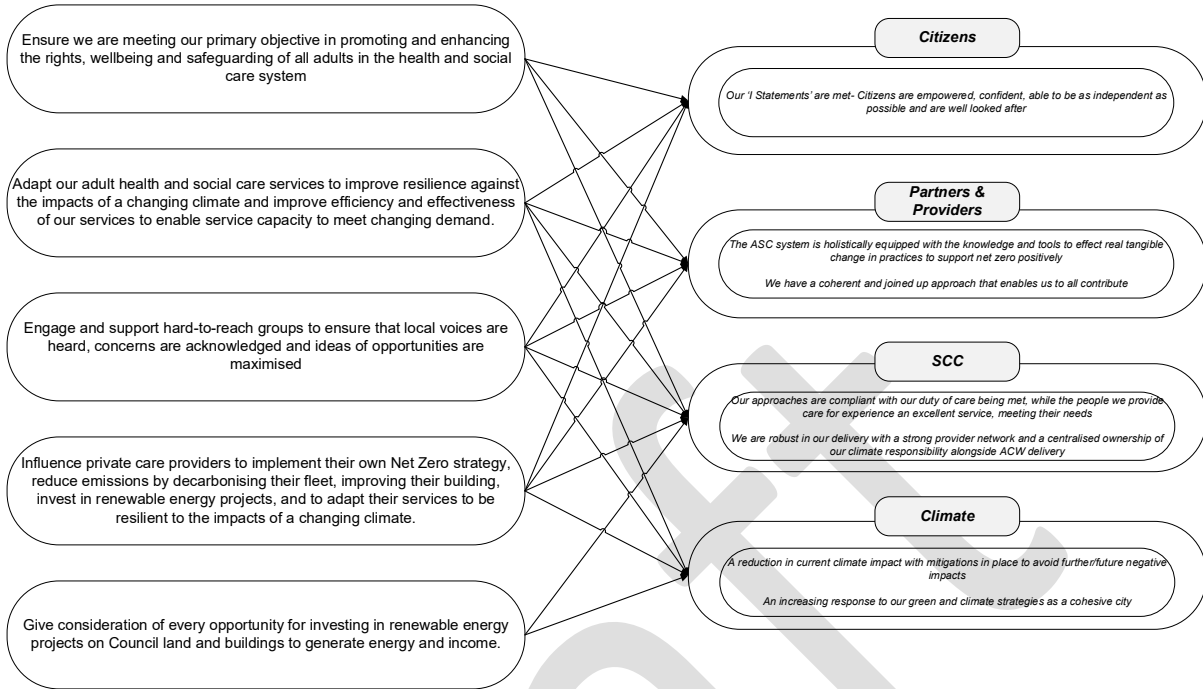 Ensure we are meeting our primary objective in promoting and enhancing
the rights, wellbeing and safeguarding of all adults in the health and social
care system
Adapt our adult health and social care services to improve resilience against
the impacts of a changing climate and improve efficiency and effectiveness
of our services to enable service capacity to meet changing demand.
Engage and support hard-to-reach groups to ensure that local voices are
heard, concerns are acknowledged and ideas of opportunities are
maximised
Influence private care providers to implement their own Net Zero strategy,
reduce emissions by decarbonising their fleet, improving their building,
invest in renewable energy projects, and to adapt their services to be
resilient to the impacts of a changing climate.
Give consideration of every opportunity for investing in renewable energy
projects on Council land and buildings to generate energy and income.
Citizens
Our ‘I Statements’ are met- Citizens are empowered, confident, able to be as independent as
possible and are well looked after
Partners &
Providers
The ASC system is holistically equipped with the knowledge and tools to effect real tangible
change in practices to support net zero positively
We have a coherent and joined up approach that enables us to all contribute
SCC
Our approaches are compliant with our duty of care being met, while the people we provide
care for experience an excellent service, meeting their needs
We are robust in our delivery with a strong provider network and a centralised ownership of
our climate responsibility alongside ACW delivery
Climate
A reduction in current climate impact with mitigations in place to avoid further/future negative
impacts
An increasing response to our green and climate strategies as a cohesive city